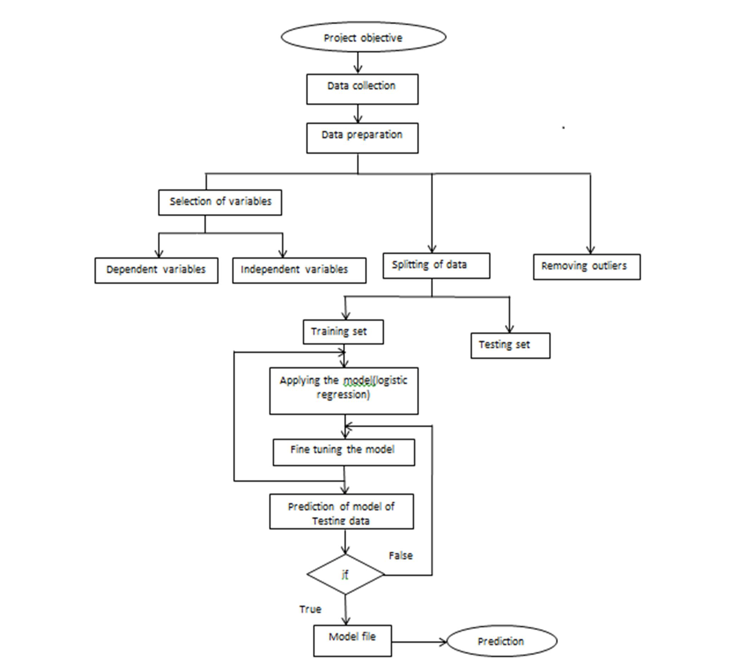 Project objective
Data collection
Data preparation
Selection of variables
Dependent variables
Independent variables
Splitting of data
Removing outliers
Training set
Testing set
Applying the model(logistic
regression)
Fine tuning the model
Prediction of model of
Testing data
False
if
True
Model file
Prediction